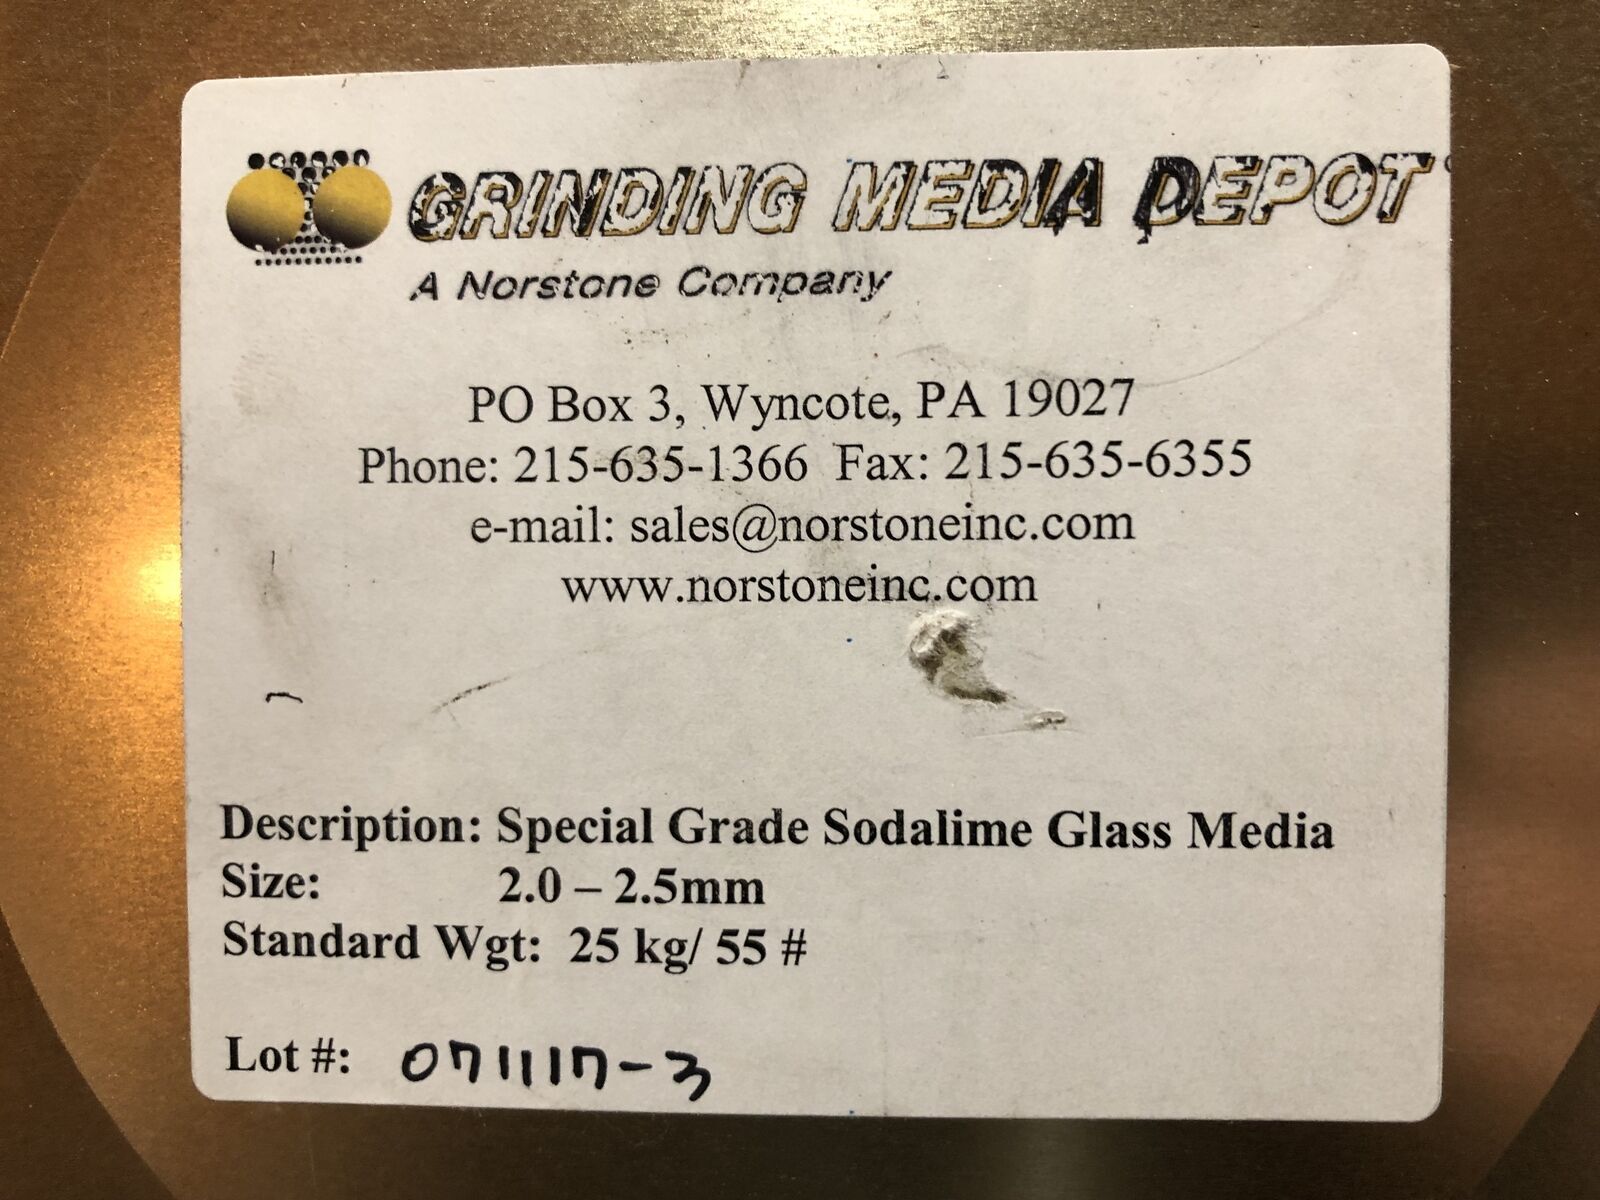 GRINDING MEDIA DEPOT
A Norstone Company
PO Box 3, Wyncote, PA 19027
Phone: 215-635-1366 Fax: 215-635-6355
e-mail: sales@norstoneinc.com
www.norstoneinc.com
Description: Special Grade Sodalime Glass Media
Size: 2.0 – 2.5mm
Standard Wgt: 25 kg/ 55 #
Lot #: 071117-3